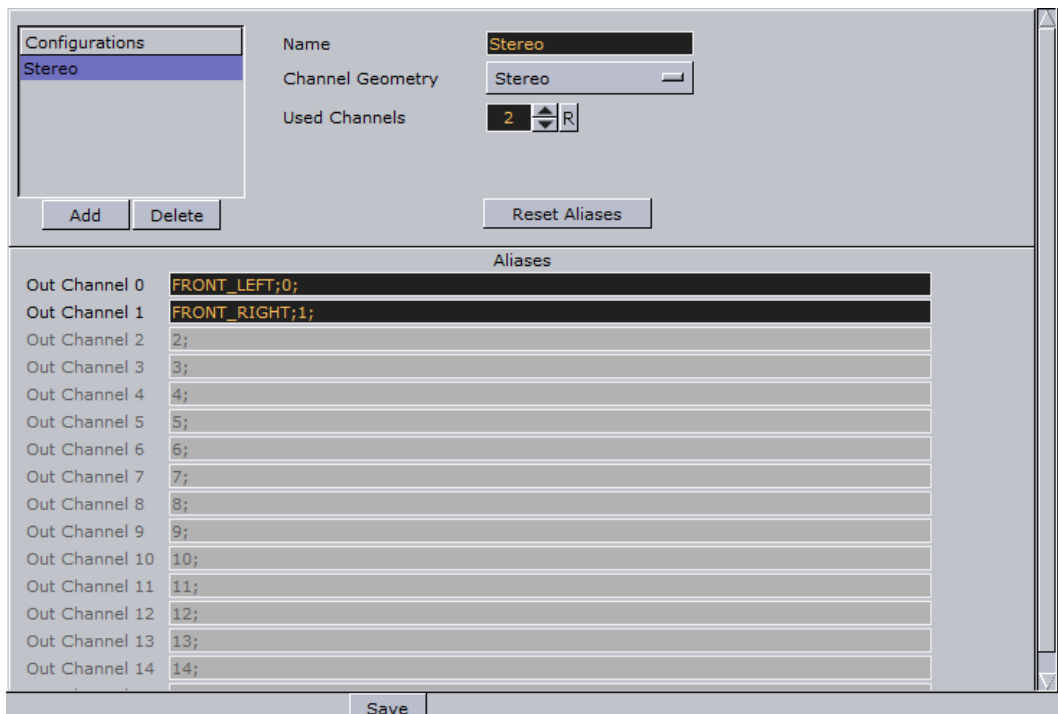 Configurations
Stereo
Name
Stereo
Channel Geometry
Stereo
Used Channels
2
R
Add
Delete
Reset Aliases
Aliases
Out Channel 0 FRONT_LEFT;0;
Out Channel 1 FRONT_RIGHT;1;
Out Channel 2 2;
Out Channel 3 3;
Out Channel 4 4;
Out Channel 5 5;
Out Channel 6 6;
Out Channel 7 7;
Out Channel 8 8;
Out Channel 9 9;
Out Channel 10 10;
Out Channel 11 11;
Out Channel 12 12;
Out Channel 13 13;
Out Channel 14 14;
Save